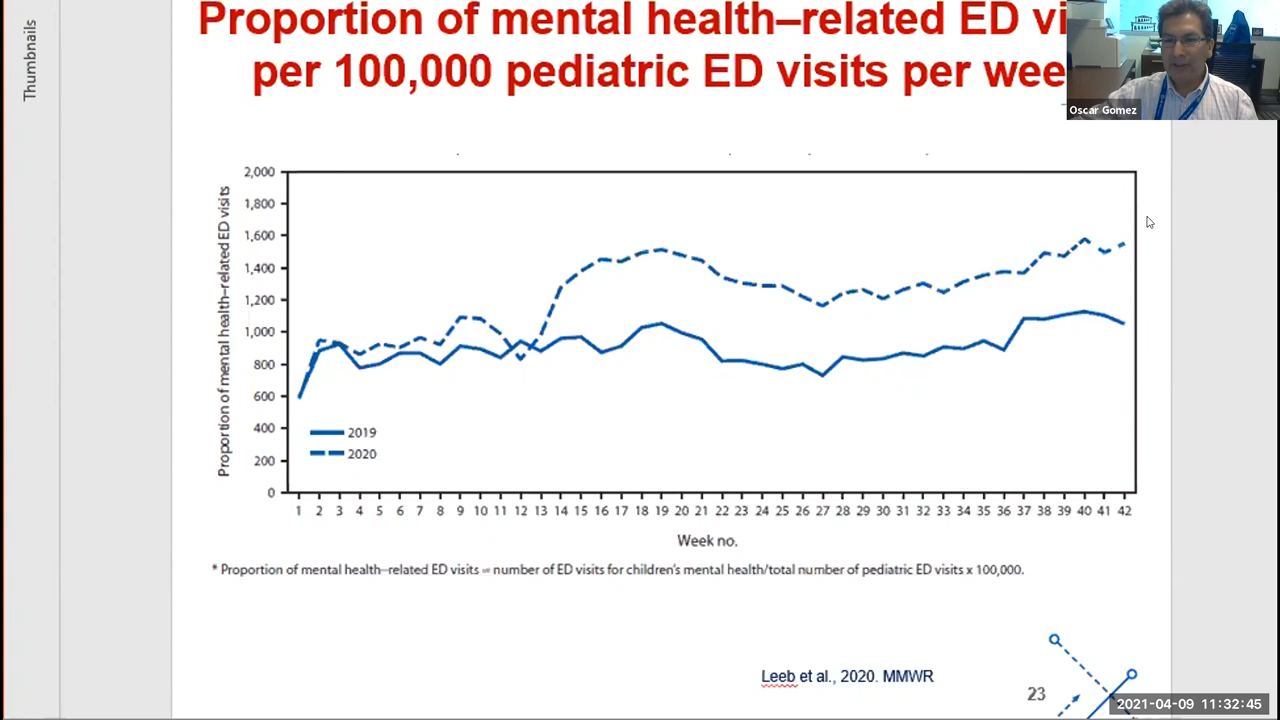 Thumbnails
Proportion of mental health–related ED vi
per 100,000 pediatric ED visits per wee
Oscar Gomez
Proportion of mental health–related ED visits
2,000
1,800
1,600
1,400
1,200
1,000
800
600
400
200
0
2019
2020
1 2 3 4 5 6 7 8 9 10 11 12 13 14 15 16 17 18 19 20 21 22 23 24 25 26 27 28 29 30 31 32 33 34 35 36 37 38 39 40 41 42
Week no.
* Proportion of mental health–related ED visits = number of ED visits for children's mental health/total number of pediatric ED visits x 100,000.
Leeb et al., 2020. MMWR
23
2021-04-09 11:32:45